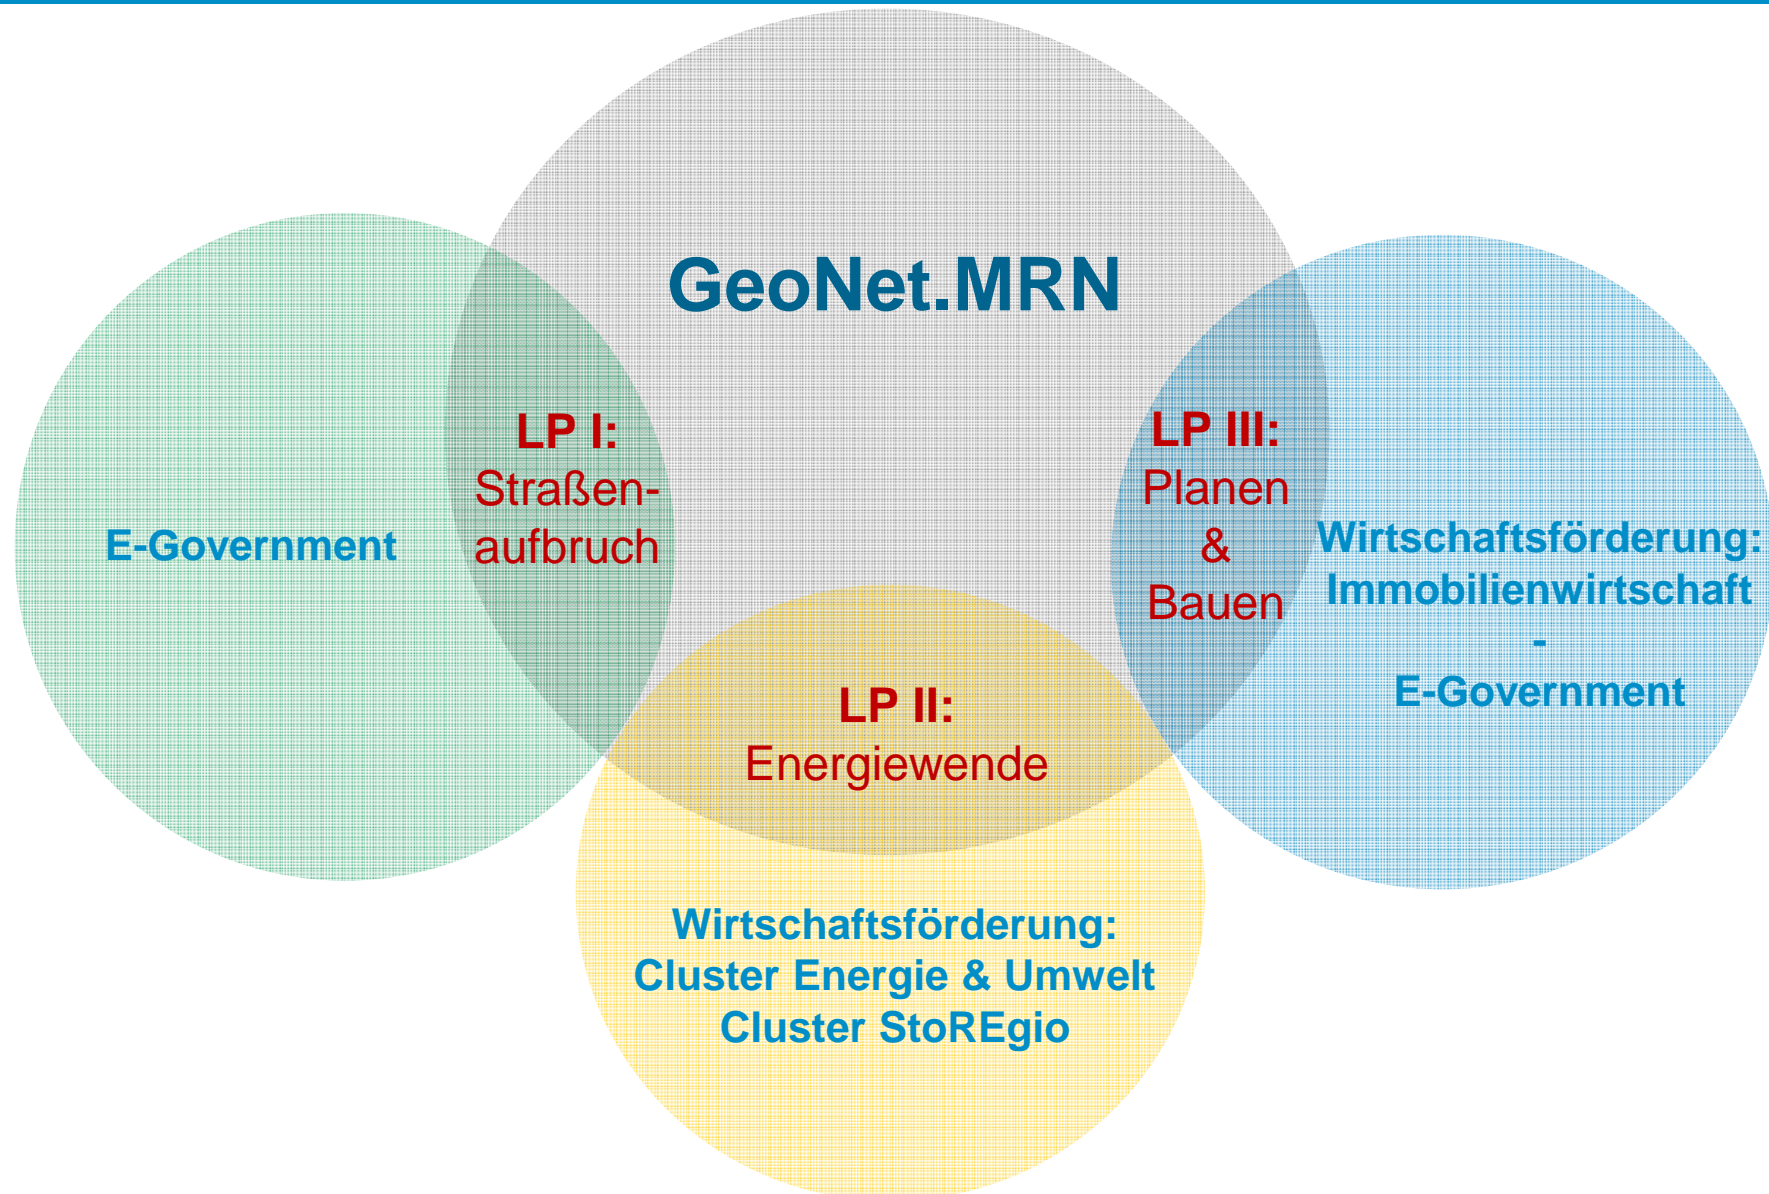 GeoNet.MRN
E-Government
LP I:
Straßen-
aufbruch
LP III:
Planen
&
Bauen
Wirtschaftsförderung:
Immobilienwirtschaft
-
E-Government
LP II:
Energiewende
Wirtschaftsförderung:
Cluster Energie & Umwelt
Cluster StoREgio